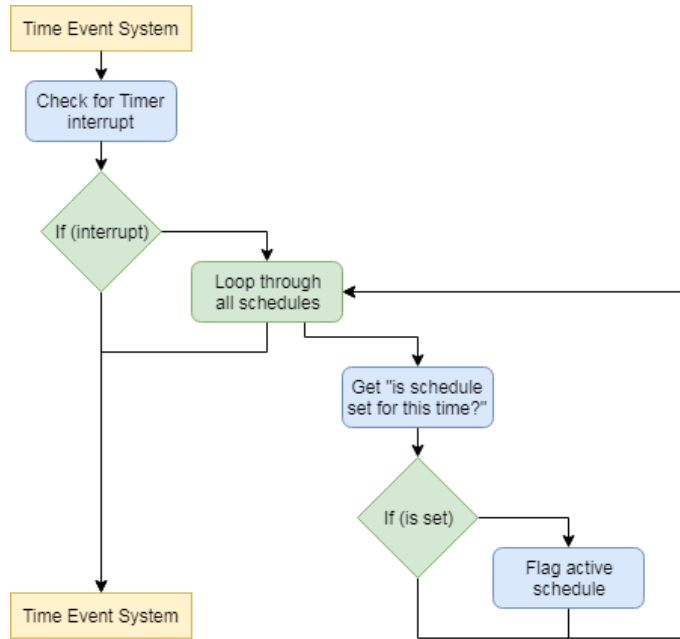 Time Event System
Check for Timer
interrupt
If (interrupt)
Loop through
all schedules
Get "is schedule
set for this time?"
If (is set)
Flag active
schedule
Time Event System